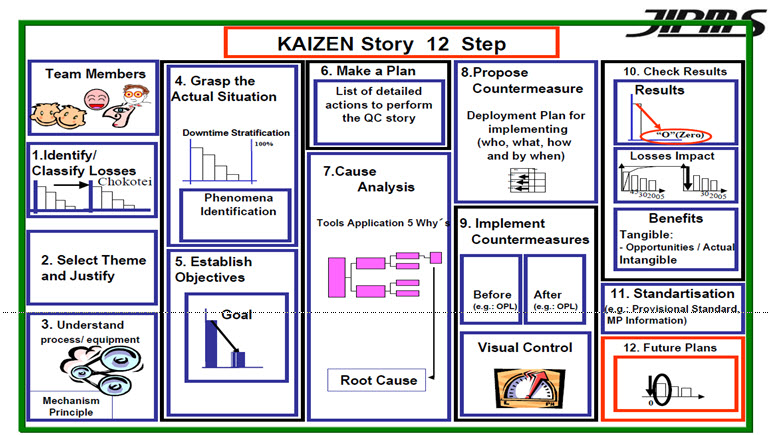 JIPM-S
KAIZEN Story 12 Step
Team Members
1.Identify/
Classify Losses
Chokotei
2. Select Theme
and Justify
3. Understand
process/ equipment
Mechanism
Principle
4. Grasp the
Actual Situation
Downtime Stratification
100%
Phenomena
Identification
5. Establish
Objectives
Goal
6. Make a Plan
List of detailed
actions to perform
the QC story
7.Cause
Analysis
Tools Application 5 Why´s
Root Cause
8.Propose
Countermeasure
Deployment Plan for
implementing
(who, what, how
and by when)
9. Implement
Countermeasures
Before
(e.g.: OPL)
After
(e.g.: OPL)
Visual Control
10. Check Results
Results
“O”(Zero)
Losses Impact
Benefits
Tangible:
- Opportunities / Actual
Intangible
11. Standartisation
(e.g.: Provisional Standard,
MP Information)
12. Future Plans
0